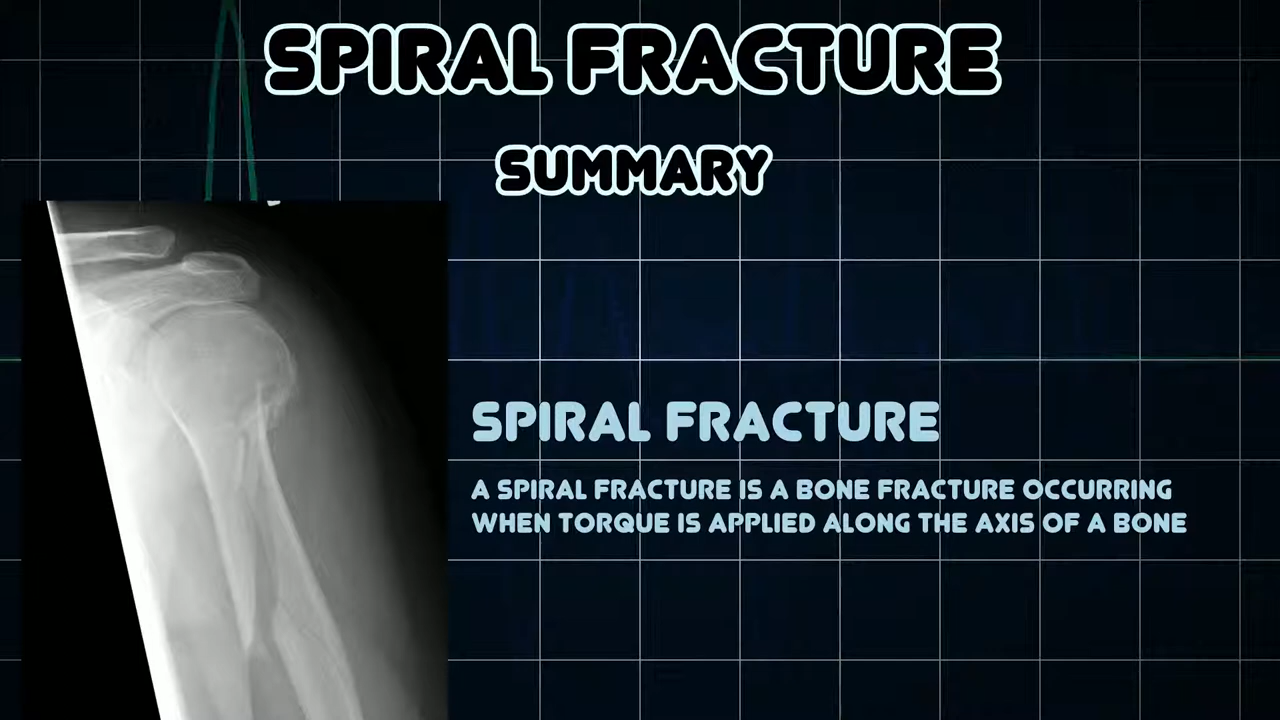 SPIRAL FRACTURE
SUMMARY
SPIRAL FRACTURE
A SPIRAL FRACTURE IS A BONE FRACTURE OCCURRING
WHEN TORQUE IS APPLIED ALONG THE AXIS OF A BONE